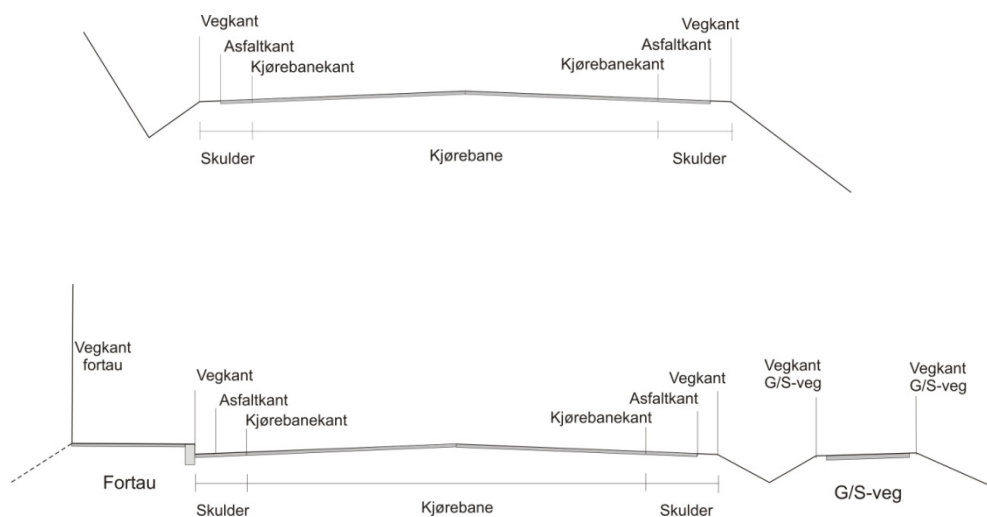 Vegkant
Vegkant
Asfaltkant
Asfaltkant
Kjørebanekant
Kjørebanekant
Skulder
Kjørebane
Skulder
Vegkant
fortau
Vegkant
Asfaltkant
Kjørebanekant
Vegkant
Asfaltkant
Kjørebanekant
Vegkant
G/S-veg
Vegkant
G/S-veg
Fortau
Skulder
Kjørebane
Skulder
G/S-veg